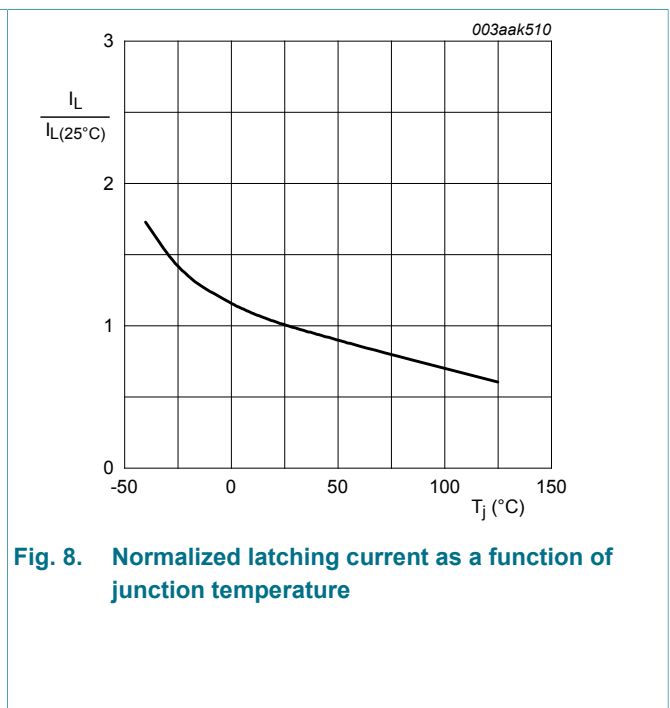 003aak510
3
I_L
I_L(25°C)
2
1
0
-50 0 50 100 150
T_j (°C)
Fig. 8. Normalized latching current as a function of
junction temperature